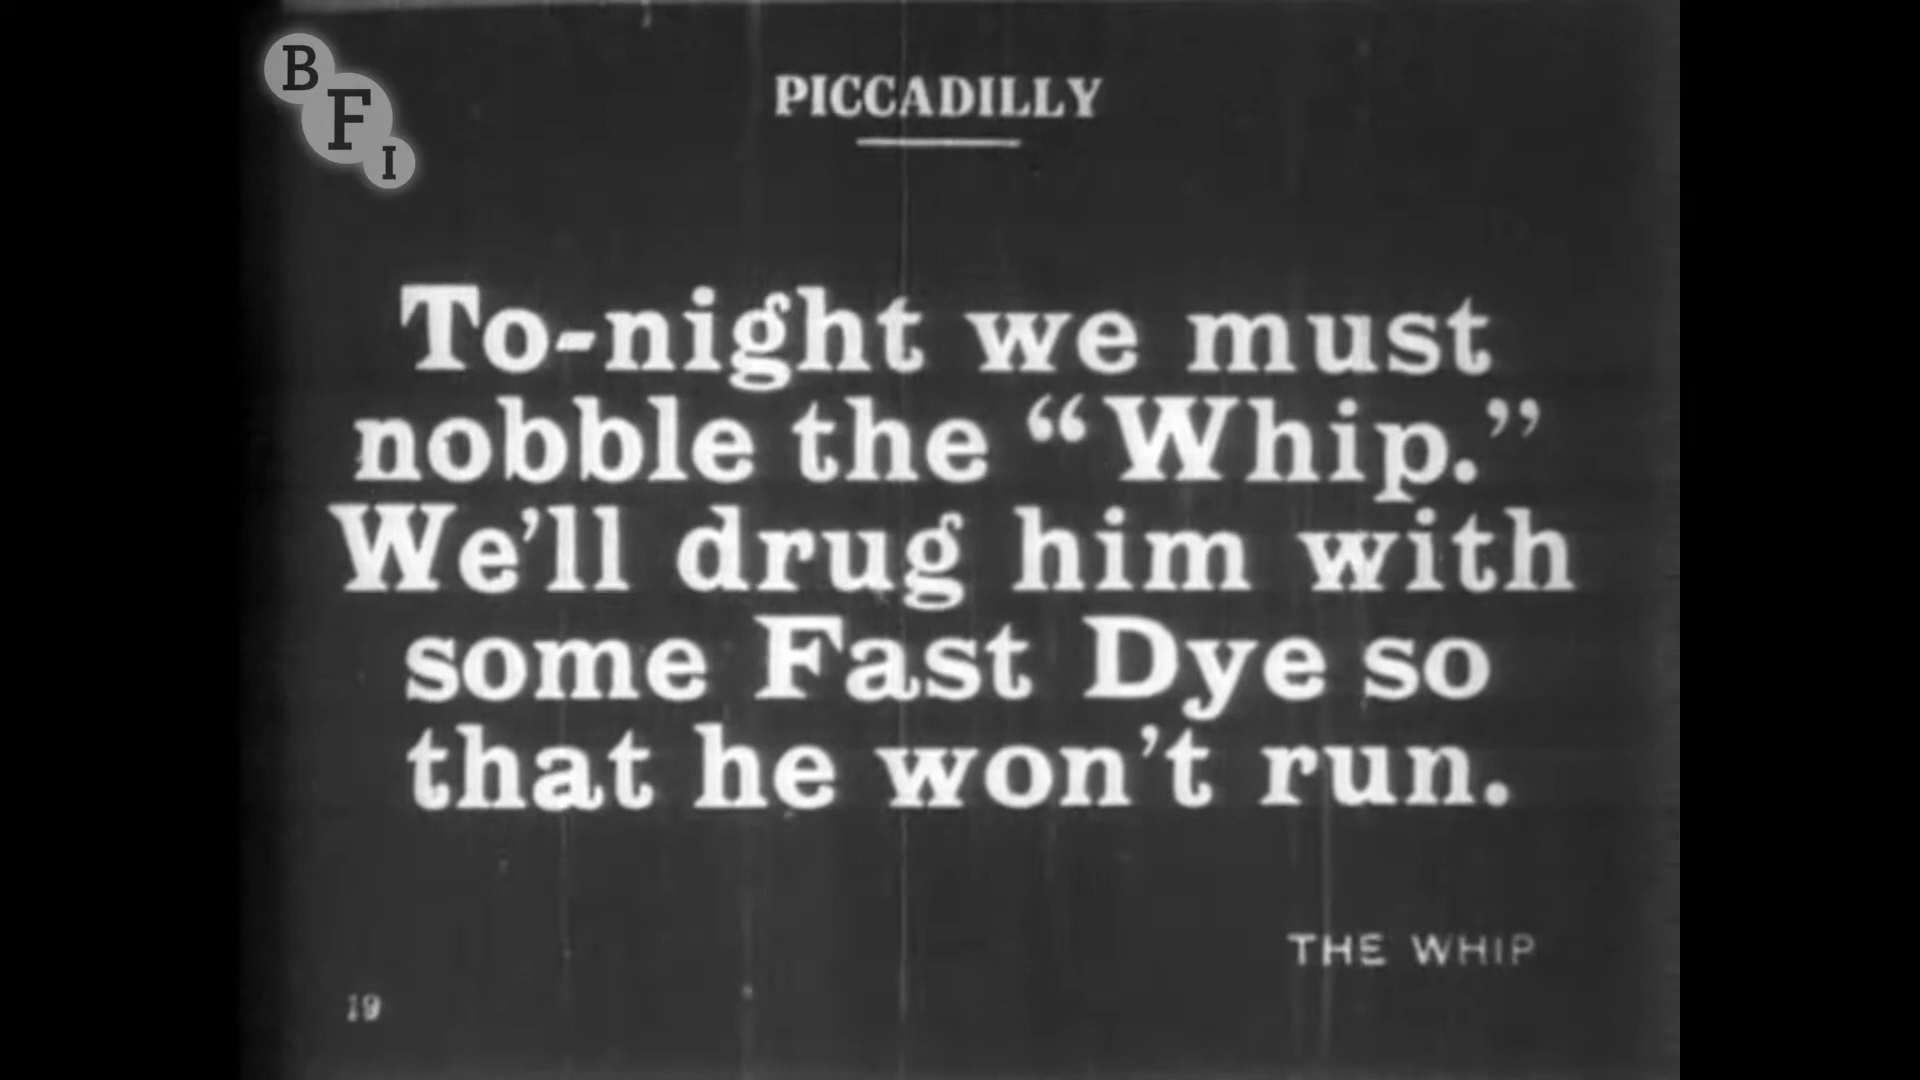 BFI
PICCADILLY
To-night we must
nobble the “Whip.”
We’ll drug him with
some Fast Dye so
that he won’t run.
THE WHIP
19